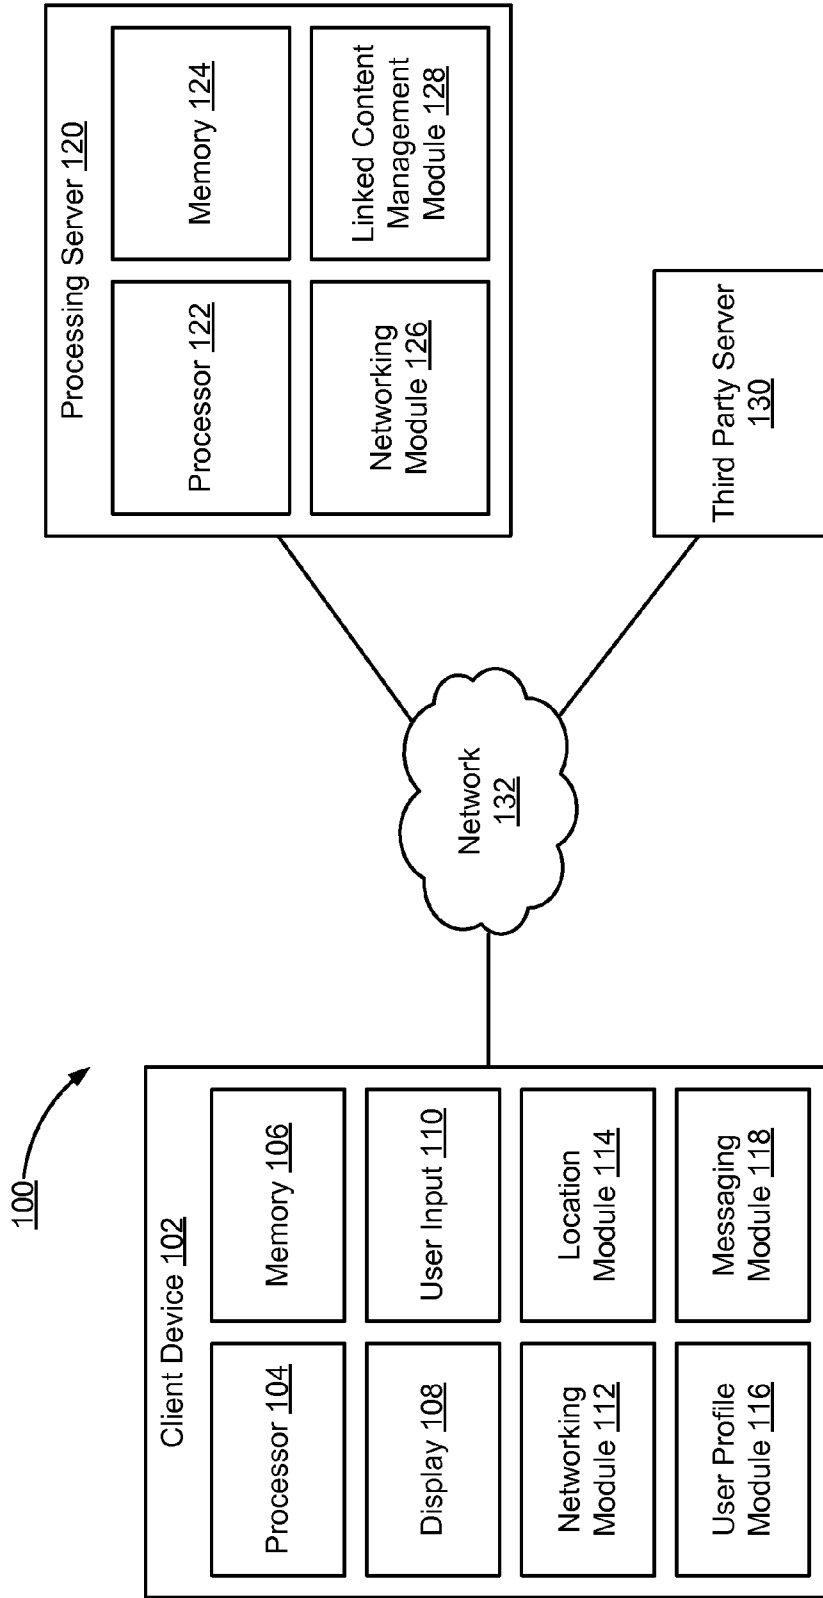 100
Client Device 102
Processor 104
Memory 106
Display 108
User Input 110
Networking
Module 112
Location
Module 114
User Profile
Module 116
Messaging
Module 118
Network
132
Processing Server 120
Processor 122
Memory 124
Networking
Module 126
Linked Content
Management
Module 128
Third Party Server
130